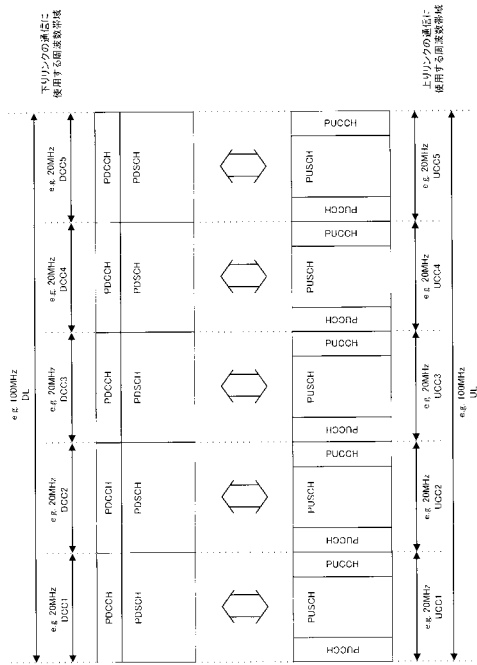 e.g. 100MHz
DL
下りリンクの通信に
使用する周波数帯域
e.g. 20MHz
DCC1
e.g. 20MHz
DCC2
e.g. 20MHz
DCC3
e.g. 20MHz
DCC4
e.g. 20MHz
DCC5
PDCCH
PDCCH
PDCCH
PDCCH
PDCCH
PDSCH
PDSCH
PDSCH
PDSCH
PDSCH
PUCCH
PUSCH
PUCCH
PUCCH
PUSCH
PUCCH
PUCCH
PUSCH
PUCCH
PUCCH
PUSCH
PUCCH
PUCCH
PUSCH
PUCCH
e.g. 20MHz
UCC1
e.g. 20MHz
UCC2
e.g. 20MHz
UCC3
e.g. 20MHz
UCC4
e.g. 20MHz
UCC5
上りリンクの通信に
使用する周波数帯域
e.g. 100MHz
UL